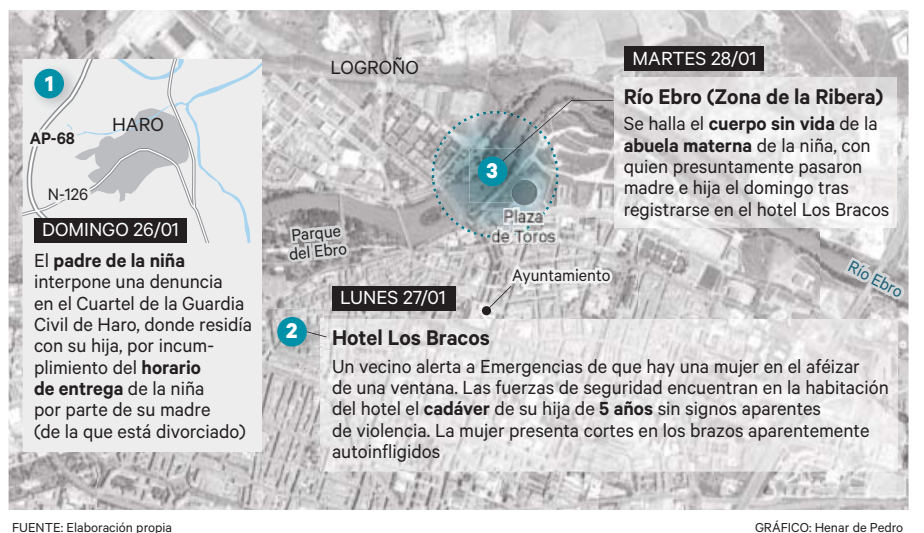 1
AP-68
HARO
N-126
DOMINGO 26/01
El padre de la niña
interpone una denuncia
en el Cuartel de la Guardia
Civil de Haro, donde residía
con su hija, por incum-
plimiento del horario
de entrega de la niña
por parte de su madre
(de la que está divorciado)
LOGROÑO
3
Plaza
de Toros
Parque
del Ebro
Ayuntamiento
Río Ebro
MARTES 28/01
Río Ebro (Zona de la Ribera)
Se halla el cuerpo sin vida de la
abuela materna de la niña, con
quien presuntamente pasaron
madre e hija el domingo tras
registrarse en el hotel Los Bracos
LUNES 27/01
2
Hotel Los Bracos
Un vecino alerta a Emergencias de que hay una mujer en el aféizar
de una ventana. Las fuerzas de seguridad encuentran en la habitación
del hotel el cadáver de su hija de 5 años sin signos aparentes
de violencia. La mujer presenta cortes en los brazos aparentemente
autoinfligidos
FUENTE: Elaboración propia
GRÁFICO: Henar de Pedro